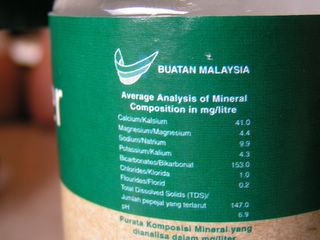 er
BUATAN MALAYSIA
Average Analysis of Mineral
Composition in mg/litre
Calcium/Kalsium 41.0
Magnesium/Magnesium 4.4
Sodium/Natrium 9.9
Potassium/Kalium 4.3
Bicarbonates/Bikarbonat 153.0
Chlorides/Klorida 1.0
Flourides/Florid 0.2
Total Dissolved Solids (TDS)/
Jumlah pepejal yang terlarut 147.0
pH 6.9
Purata Komposisi Mineral yang
dianalisa dalam mg/liter